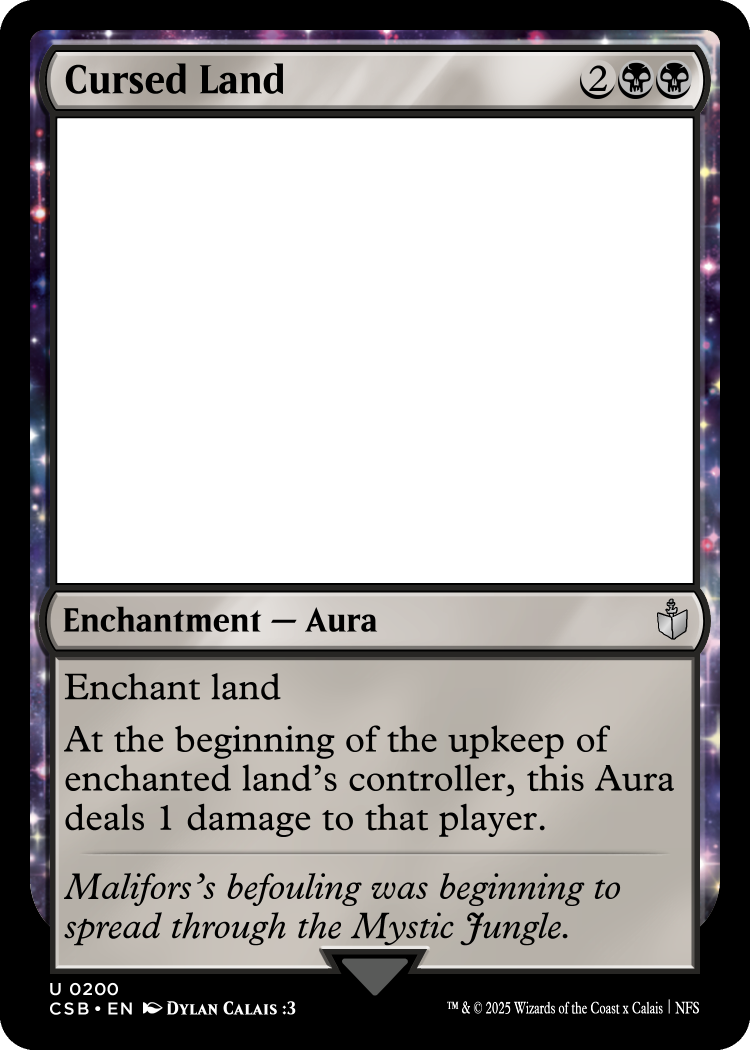 Cursed Land 2
Enchantment — Aura
Enchant land
At the beginning of the upkeep of
enchanted land's controller, this Aura
deals 1 damage to that player.
Malifors's befouling was beginning to
spread through the Mystic Jungle.
U 0200
CSB • EN Dylan Calais :3
™ & © 2025 Wizards of the Coast x Calais | NFS